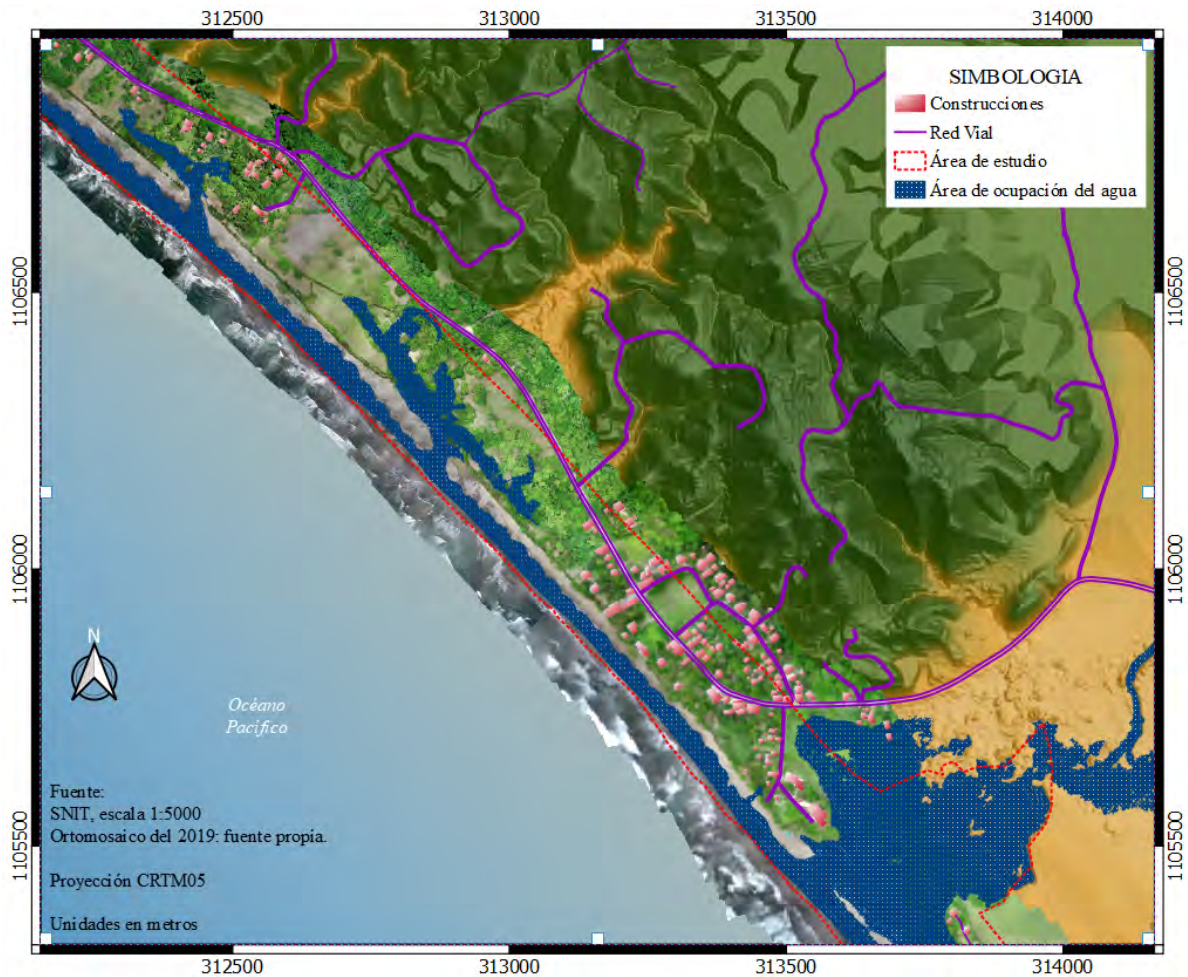 312500 313000 313500 314000
SIMBOLOGIA
Construcciones
Red Vial
Área de estudio
Área de ocupación del agua
1106500 1106500
1106000 1106000
N
Océano
Pacífico
Fuente:
SNIT, escala 1:5000
Ortomosaico del 2019: fuente propia.
1105500 1105500
Proyección CRTM05
Unidades en metros
312500 313000 313500 314000